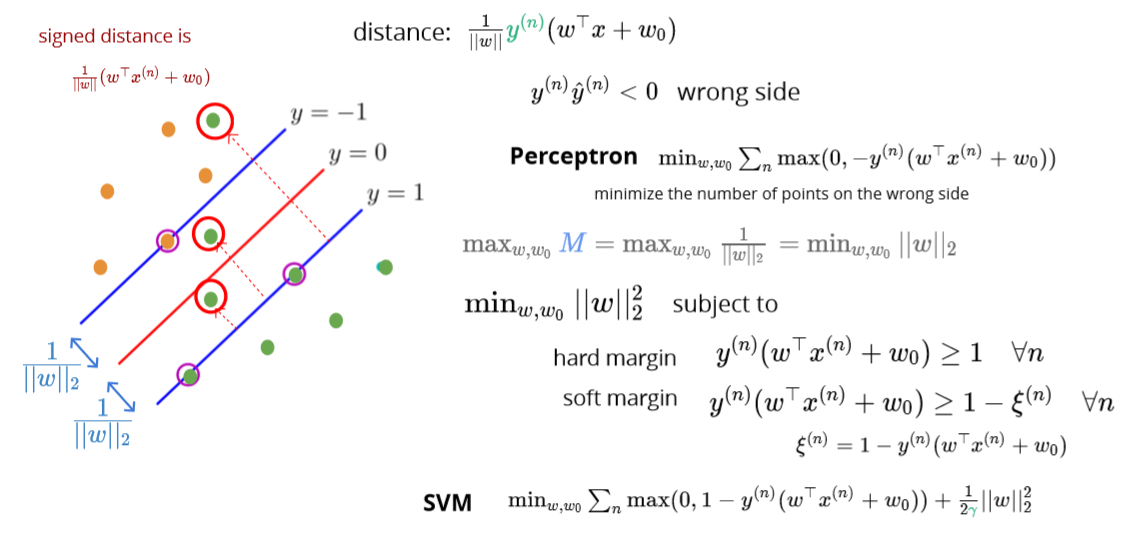 signed distance is
1/||w|| (w^⊤ x^(n) + w_0)
distance: 1/||w|| y^(n) (w^⊤ x + w_0)
y^(n) ŷ^(n) < 0 wrong side
y = −1
y = 0
y = 1
Perceptron min_{w,w_0} ∑_n max(0, −y^(n) (w^⊤ x^(n) + w_0))
minimize the number of points on the wrong side
max_{w,w_0} M = max_{w,w_0} 1/||w||_2 = min_{w,w_0} ||w||_2
min_{w,w_0} ||w||_2^2 subject to
hard margin y^(n) (w^⊤ x^(n) + w_0) ≥ 1 ∀n
soft margin y^(n) (w^⊤ x^(n) + w_0) ≥ 1 − ξ^(n) ∀n
ξ^(n) = 1 − y^(n) (w^⊤ x^(n) + w_0)
1/||w||_2
1/||w||_2
SVM min_{w,w_0} ∑_n max(0, 1 − y^(n) (w^⊤ x^(n) + w_0)) + 1/2γ ||w||_2^2